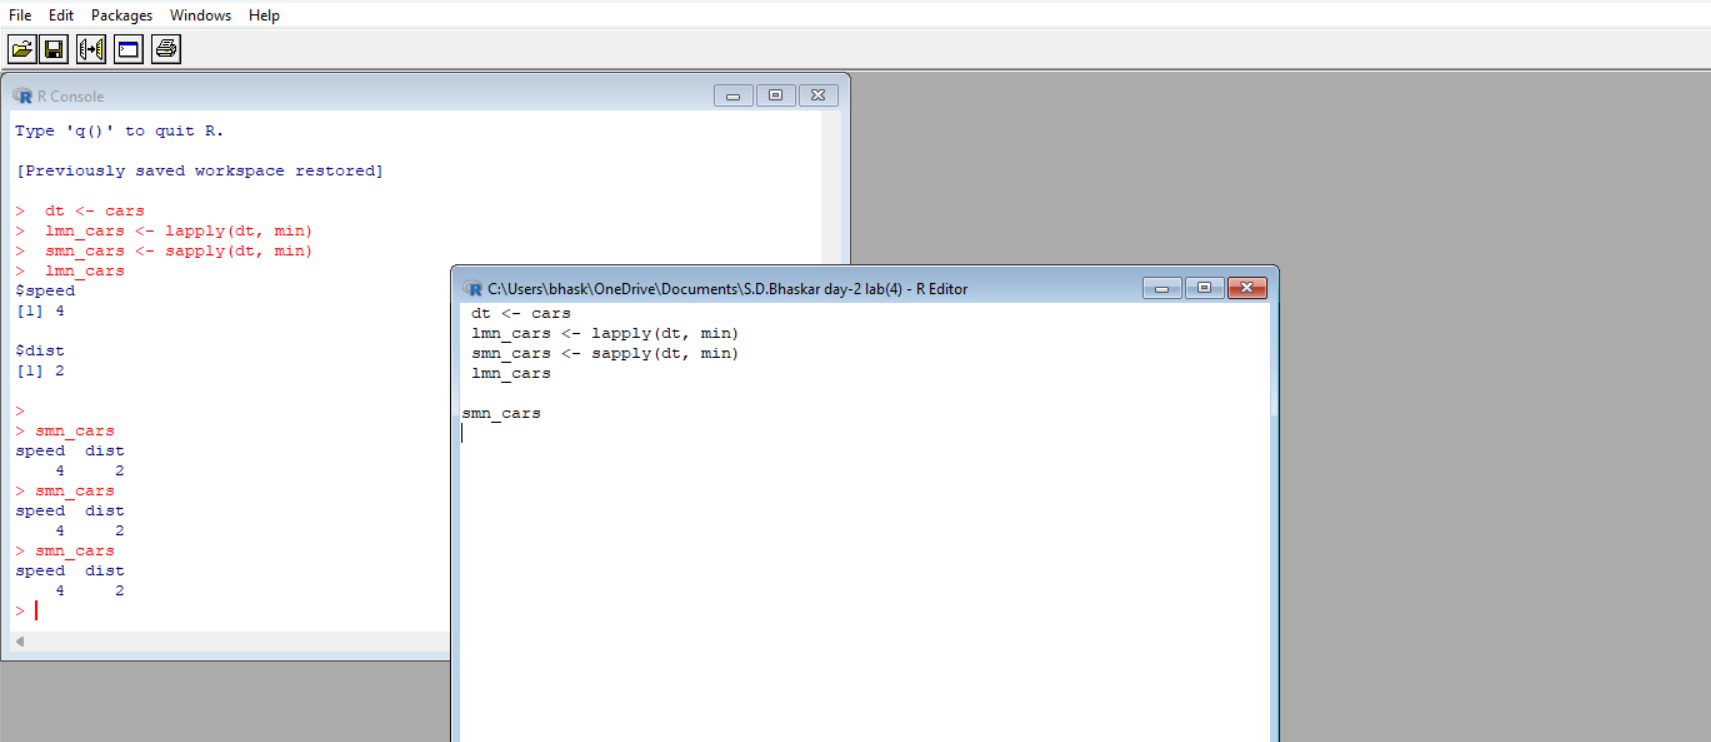 File Edit Packages Windows Help
R Console
Type 'q()' to quit R.
[Previously saved workspace restored]
>  dt <- cars
>  lmn_cars <- lapply(dt, min)
>  smn_cars <- sapply(dt, min)
>  lmn_cars
$speed
[1] 4
$dist
[1] 2
>
> smn_cars
speed  dist
    4     2
> smn_cars
speed  dist
    4     2
> smn_cars
speed  dist
    4     2
>
C:\Users\bhask\OneDrive\Documents\S.D.Bhaskar day-2 lab(4) - R Editor
 dt <- cars
 lmn_cars <- lapply(dt, min)
 smn_cars <- sapply(dt, min)
 lmn_cars
smn_cars